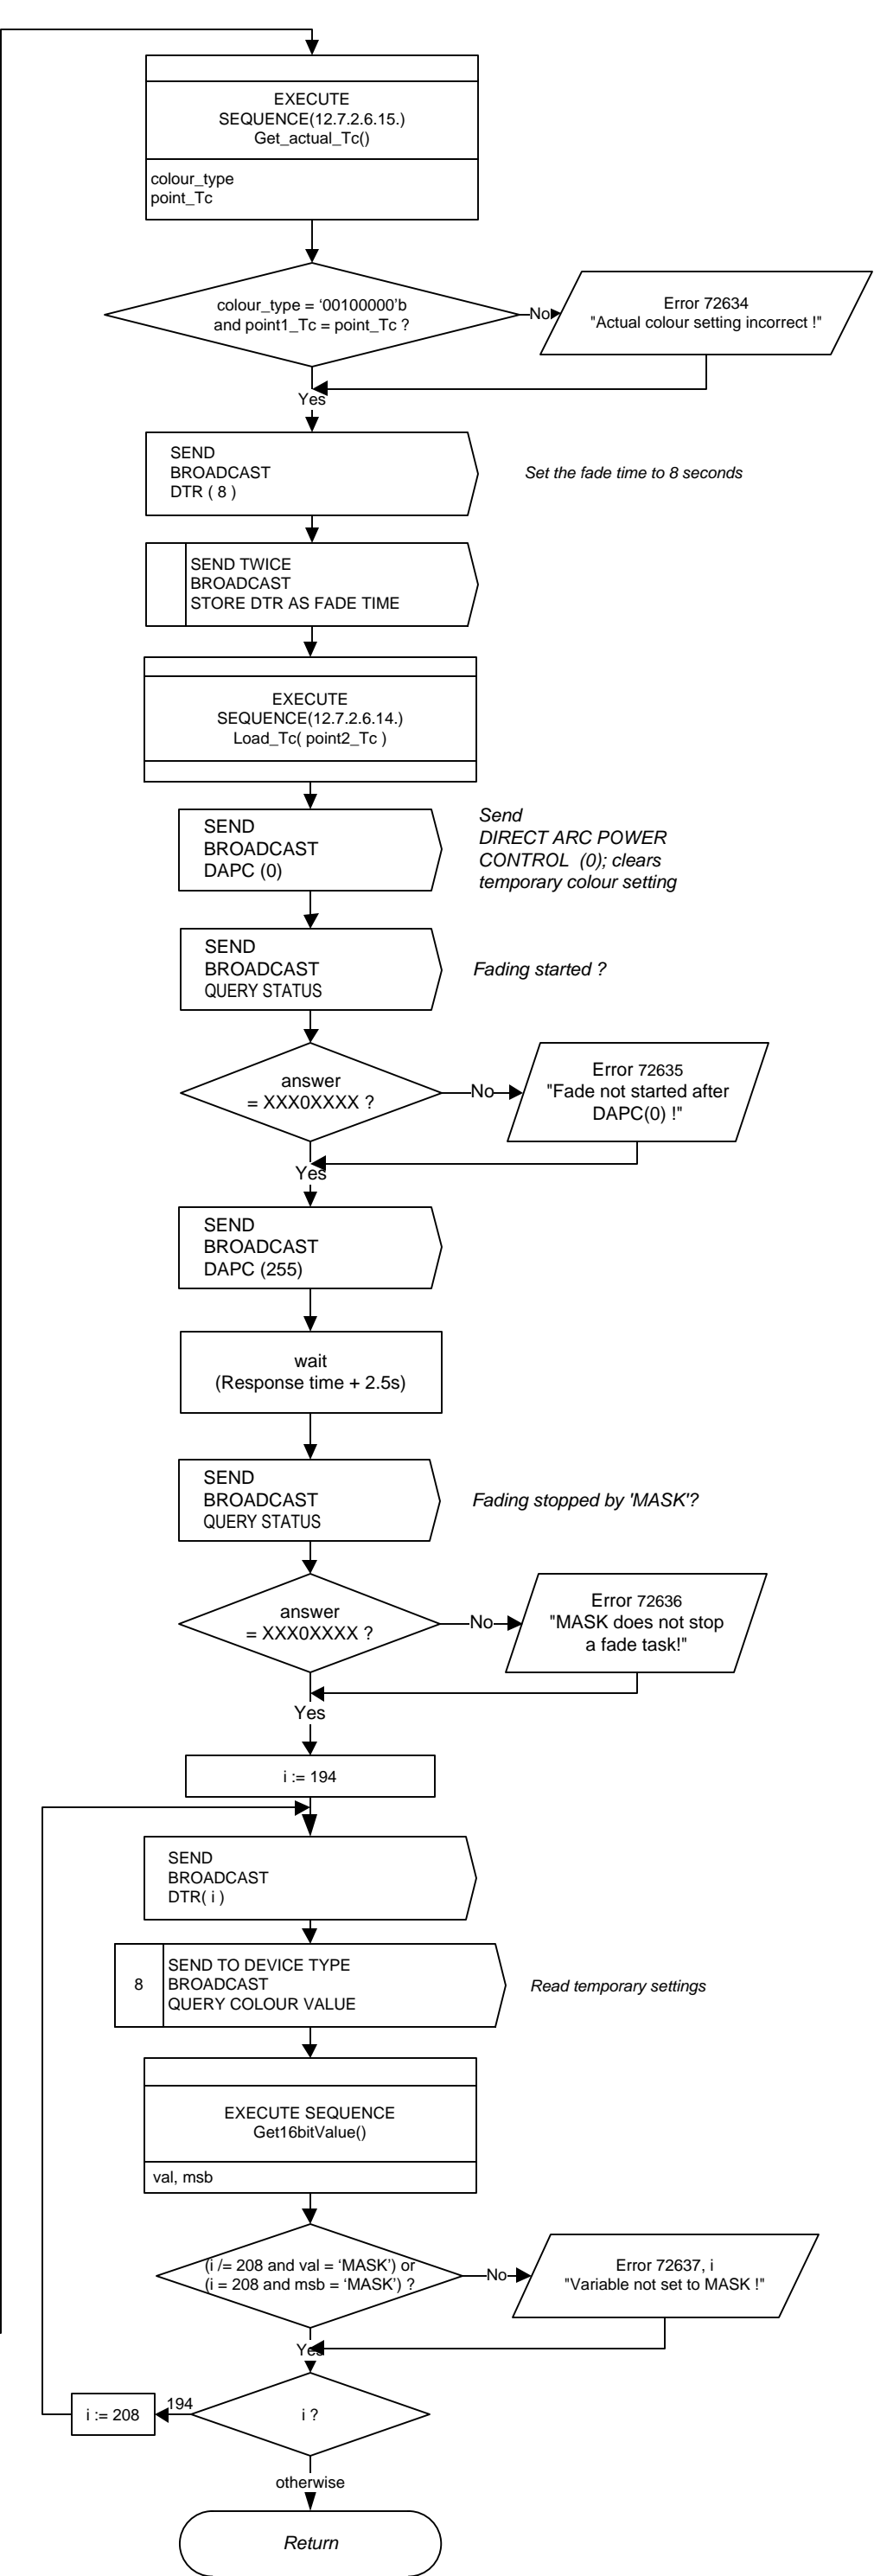 EXECUTE
SEQUENCE(12.7.2.6.15.)
Get_actual_Tc()
colour_type
point_Tc
colour_type = ‘00100000’b
and point1_Tc = point_Tc ?
No
Error 72634
"Actual colour setting incorrect !"
Yes
SEND
BROADCAST
DTR ( 8 )
Set the fade time to 8 seconds
SEND TWICE
BROADCAST
STORE DTR AS FADE TIME
EXECUTE
SEQUENCE(12.7.2.6.14.)
Load_Tc( point2_Tc )
SEND
BROADCAST
DAPC (0)
Send
DIRECT ARC POWER
CONTROL (0); clears
temporary colour setting
SEND
BROADCAST
QUERY STATUS
Fading started ?
answer
= XXX0XXXX ?
No
Error 72635
"Fade not started after
DAPC(0) !"
Yes
SEND
BROADCAST
DAPC (255)
wait
(Response time + 2.5s)
SEND
BROADCAST
QUERY STATUS
Fading stopped by 'MASK'?
answer
= XXX0XXXX ?
No
Error 72636
"MASK does not stop
a fade task!"
Yes
i := 194
SEND
BROADCAST
DTR( i )
8
SEND TO DEVICE TYPE
BROADCAST
QUERY COLOUR VALUE
Read temporary settings
EXECUTE SEQUENCE
Get16bitValue()
val, msb
(i /= 208 and val = ‘MASK’) or
(i = 208 and msb = ‘MASK’) ?
No
Error 72637, i
"Variable not set to MASK !"
Yes
i ?
194
i := 208
otherwise
Return